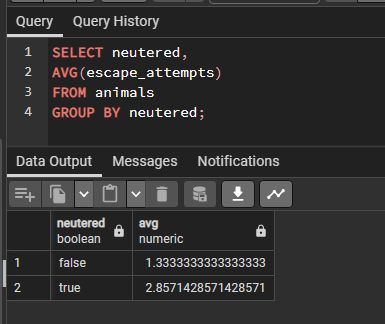 Query Query History
1 SELECT neutered,
2 AVG(escape_attempts)
3 FROM animals
4 GROUP BY neutered;
Data Output Messages Notifications
neutered avg
boolean numeric
1 false 1.3333333333333333
2 true 2.8571428571428571